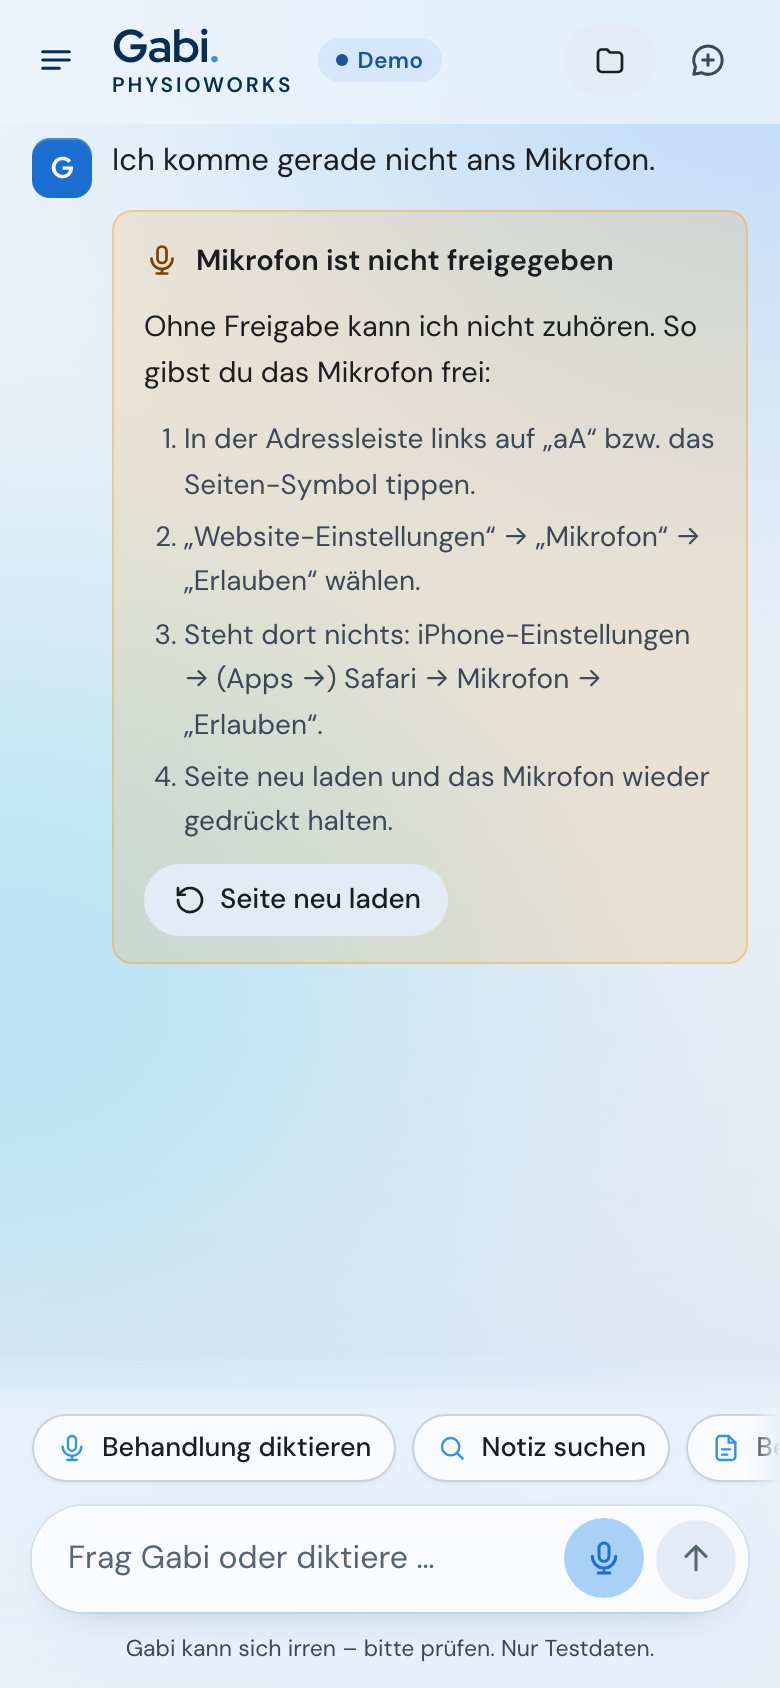 Gabi.
PHYSIOWORKS
Demo
G
Ich komme gerade nicht ans Mikrofon.
Mikrofon ist nicht freigegeben
Ohne Freigabe kann ich nicht zuhören. So
gibst du das Mikrofon frei:
1. In der Adressleiste links auf „aA“ bzw. das
Seiten-Symbol tippen.
2. „Website-Einstellungen“ → „Mikrofon“ →
„Erlauben“ wählen.
3. Steht dort nichts: iPhone-Einstellungen
→ (Apps →) Safari → Mikrofon →
„Erlauben“.
4. Seite neu laden und das Mikrofon wieder
gedrückt halten.
Seite neu laden
Behandlung diktieren
Notiz suchen
Frag Gabi oder diktiere ...
Gabi kann sich irren – bitte prüfen. Nur Testdaten.